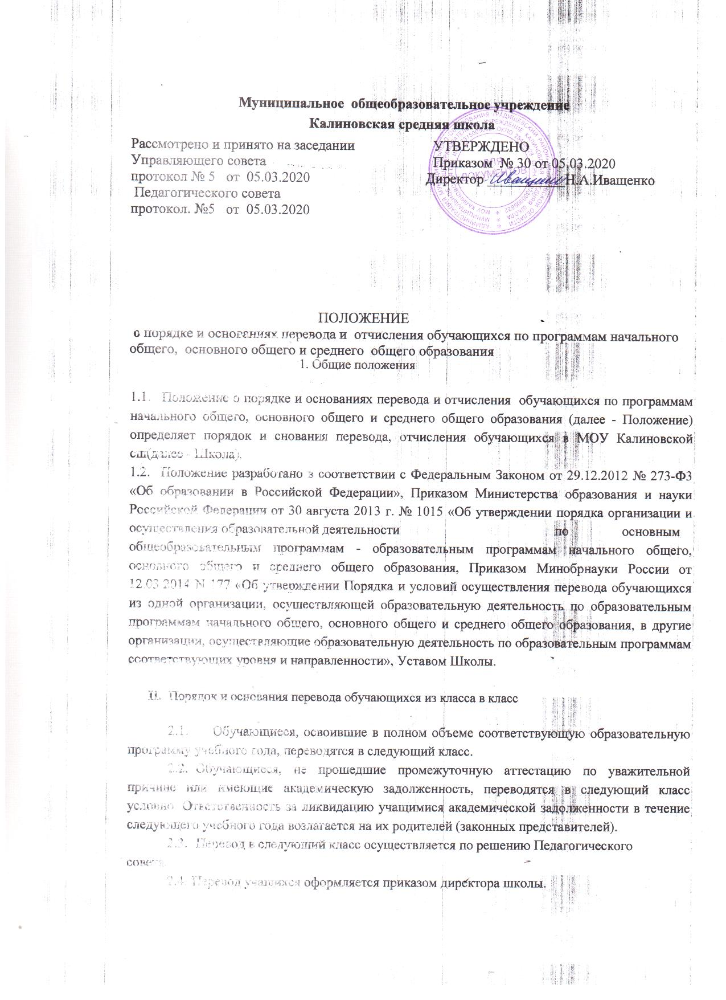 Муниципальное общеобразовательное учреждение
Калиновская средняя школа
Рассмотрено и принято на заседании
Управляющего совета
протокол № 5 от 05.03.2020
Педагогического совета
протокол. №5 от 05.03.2020
УТВЕРЖДЕНО
Приказом № 30 от 05.03.2020
Директор Иващенко Н.А.Иващенко
ДЛЯ
ДОКУМЕНТОВ
ПОЛОЖЕНИЕ
о порядке и основаниях перевода и отчисления обучающихся по программам начального
общего, основного общего и среднего общего образования
1. Общие положения
1.1. Положение о порядке и основаниях перевода и отчисления обучающихся по программам
начального общего, основного общего и среднего общего образования (далее - Положение)
определяет порядок и снования перевода, отчисления обучающихся в МОУ Калиновской
сш(далее - Школа).
1.2. Положение разработано в соответствии с Федеральным Законом от 29.12.2012 № 273-ФЗ
«Об образовании в Российской Федерации», Приказом Министерства образования и науки
Российской Федерации от 30 августа 2013 г. № 1015 «Об утверждении порядка организации и
осуществления образовательной деятельности по основным
общеобразовательным программам - образовательным программам начального общего,
основного общего и среднего общего образования, Приказом Минобрнауки России от
12.03.2014 N 177 «Об утверждении Порядка и условий осуществления перевода обучающихся
из одной организации, осуществляющей образовательную деятельность по образовательным
программам начального общего, основного общего и среднего общего образования, в другие
организации, осуществляющие образовательную деятельность по образовательным программам
соответствующих уровня и направленности», Уставом Школы.
II. Порядок и основания перевода обучающихся из класса в класс
2.1. Обучающиеся, освоившие в полном объеме соответствующую образовательную
программу учебного года, переводятся в следующий класс.
2.2. Обучающиеся, не прошедшие промежуточную аттестацию по уважительной
причине или имеющие академическую задолженность, переводятся в следующий класс
условно. Ответственность за ликвидацию учащимися академической задолженности в течение
следующего учебного года возлагается на их родителей (законных представителей).
2.3. Перевод в следующий класс осуществляется по решению Педагогического
совета.
2.4. Перевод учащихся оформляется приказом директора школы.